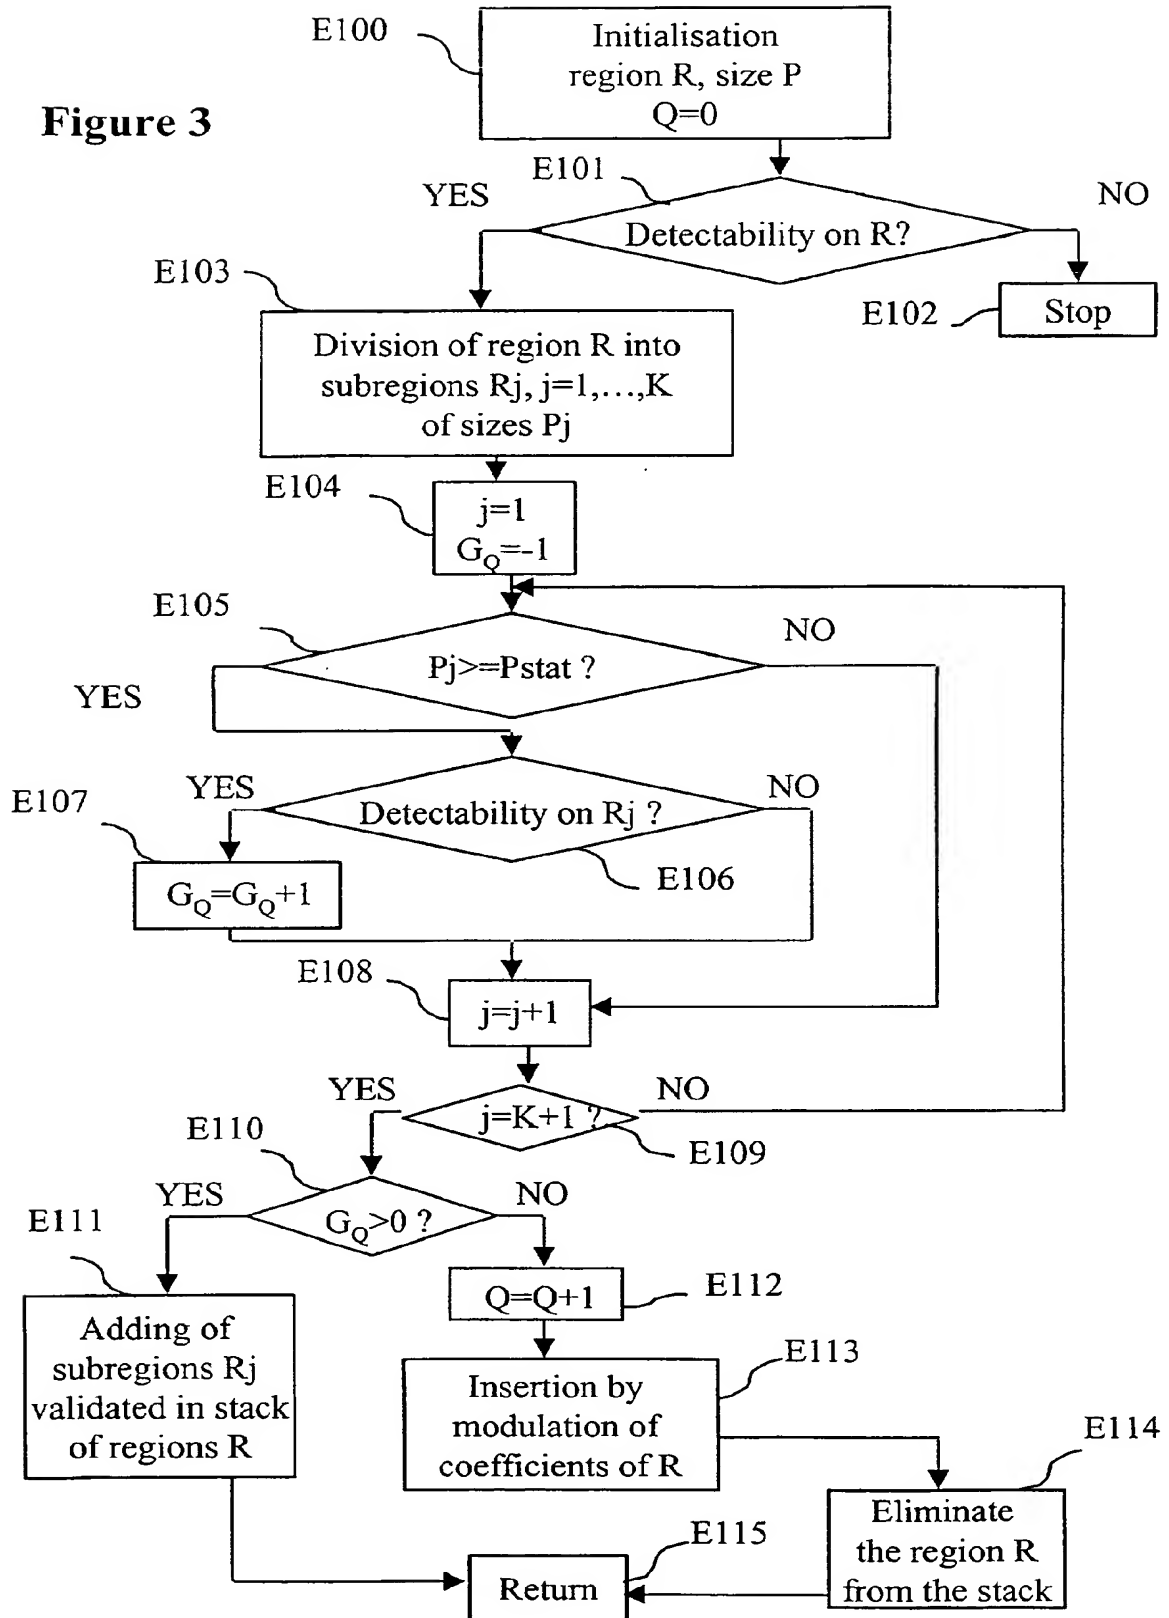 E100
Initialisation
region R, size P
Q=0
Figure 3
E101
YES
NO
Detectability on R?
E103
E102
Stop
Division of region R into
subregions Rj, j=1,...,K
of sizes Pj
E104
j=1
G_Q=-1
E105
NO
Pj>=Pstat ?
YES
E107
YES
NO
Detectability on Rj ?
E106
G_Q=G_Q+1
E108
j=j+1
YES
NO
j=K+1 ?
E110
E109
YES
NO
E111
G_Q>0 ?
Q=Q+1
E112
Adding of
subregions Rj
validated in stack
of regions R
E113
Insertion by
modulation of
coefficients of R
E114
Eliminate
the region R
from the stack
E115
Return